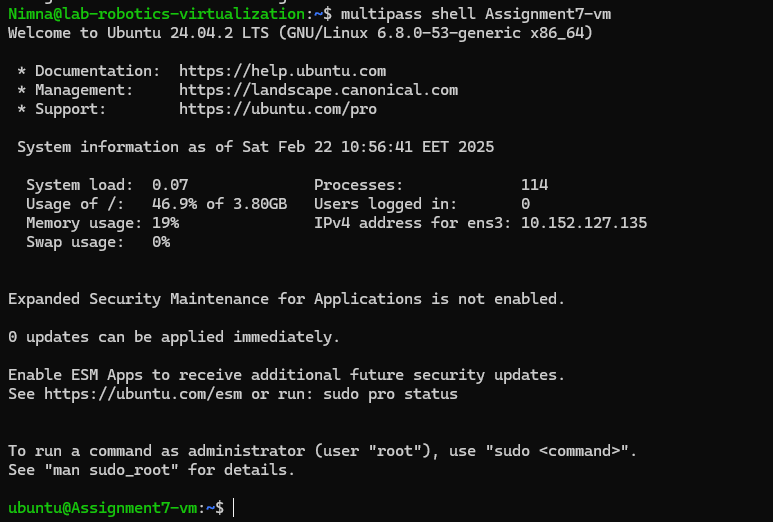 Nimna@lab-robotics-virtualization:~$ multipass shell Assignment7-vm
Welcome to Ubuntu 24.04.2 LTS (GNU/Linux 6.8.0-53-generic x86_64)
* Documentation:  https://help.ubuntu.com
* Management:     https://landscape.canonical.com
* Support:        https://ubuntu.com/pro
System information as of Sat Feb 22 10:56:41 EET 2025
System load:  0.07              Processes:             114
Usage of /:   46.9% of 3.80GB   Users logged in:       0
Memory usage: 19%               IPv4 address for ens3: 10.152.127.135
Swap usage:   0%
Expanded Security Maintenance for Applications is not enabled.
0 updates can be applied immediately.
Enable ESM Apps to receive additional future security updates.
See https://ubuntu.com/esm or run: sudo pro status
To run a command as administrator (user "root"), use "sudo <command>".
See "man sudo_root" for details.
ubuntu@Assignment7-vm:~$